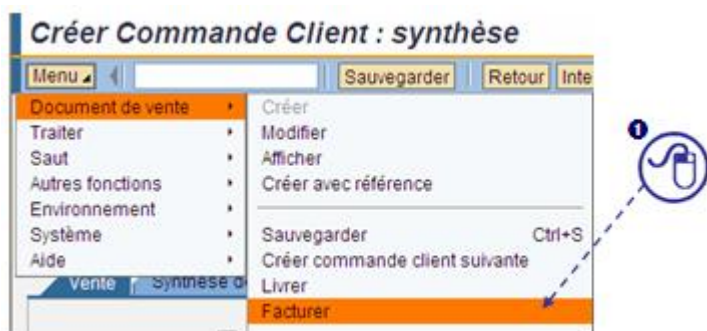 Créer Commande Client : synthèse
Menu Sauvegarder Retour Inte
Document de vente
Traiter
Saut
Autres fonctions
Environnement
Système
Aide
Créer
Modifier
Afficher
Créer avec référence
Sauvegarder Ctrl+S
Créer commande client suivante
Livrer
Facturer
Vente Synthèse d
1